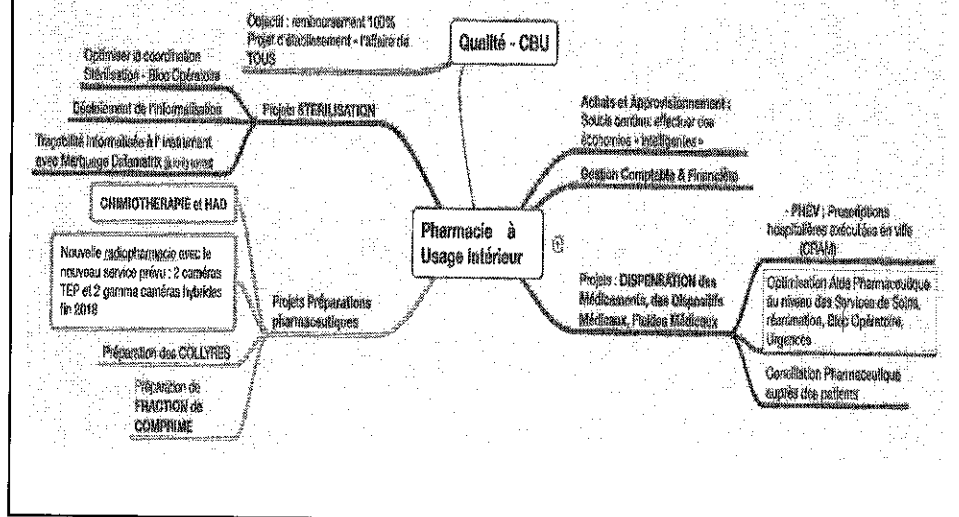 Objectif : remboursement 100%
Projet d'établissement - l'affaire de
TOUS
Qualité - CBU
Optimiser la coordination
Stérilisation - Bloc Opératoire
Déploiement de l'informatisation
Traçabilité informatisée à l'instrument
avec Marquage Datamatrix
Projets STERILISATION
Achats et Approvisionnement :
Soucis continu: effectuer des
économies « intelligentes »
Gestion Comptable & Financière
CHIMIOTHERAPIE et HAD
Nouvelle radiopharmacie avec le
nouveau service prévu : 2 caméras
TEP et 2 gamma caméras hybrides
fin 2018
Préparation des COLLYRES
Préparation de
FRACTION de
COMPRIME
Projets Préparations
pharmaceutiques
Pharmacie à
Usage Intérieur
Projets : DISPENSATION des
Médicaments, des Dispositifs
Médicaux, Fluides Médicaux
PHEV : Prescriptions
hospitalières exécutées en ville
(CPAM)
Optimisation Aide Pharmaceutique
au niveau des Services de Soins,
réanimation, Bloc Opératoire,
Urgences
Conciliation Pharmaceutique
auprès des patients